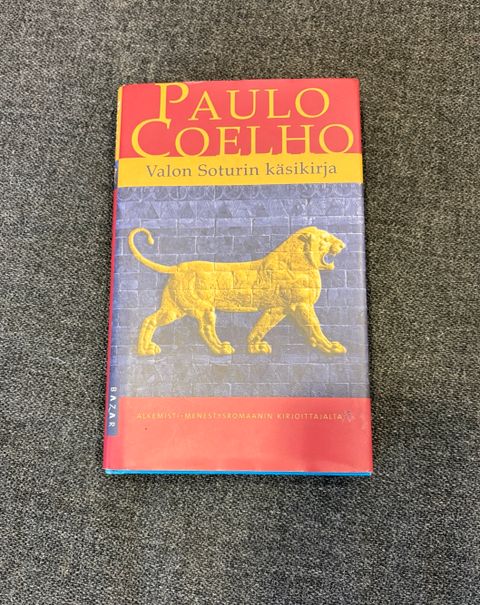 PAULO
COELHO
Valon Soturin käsikirja
BAZAR
ALKEMISTI-MENESTYSROMAANIN KIRJOITTAJALTA